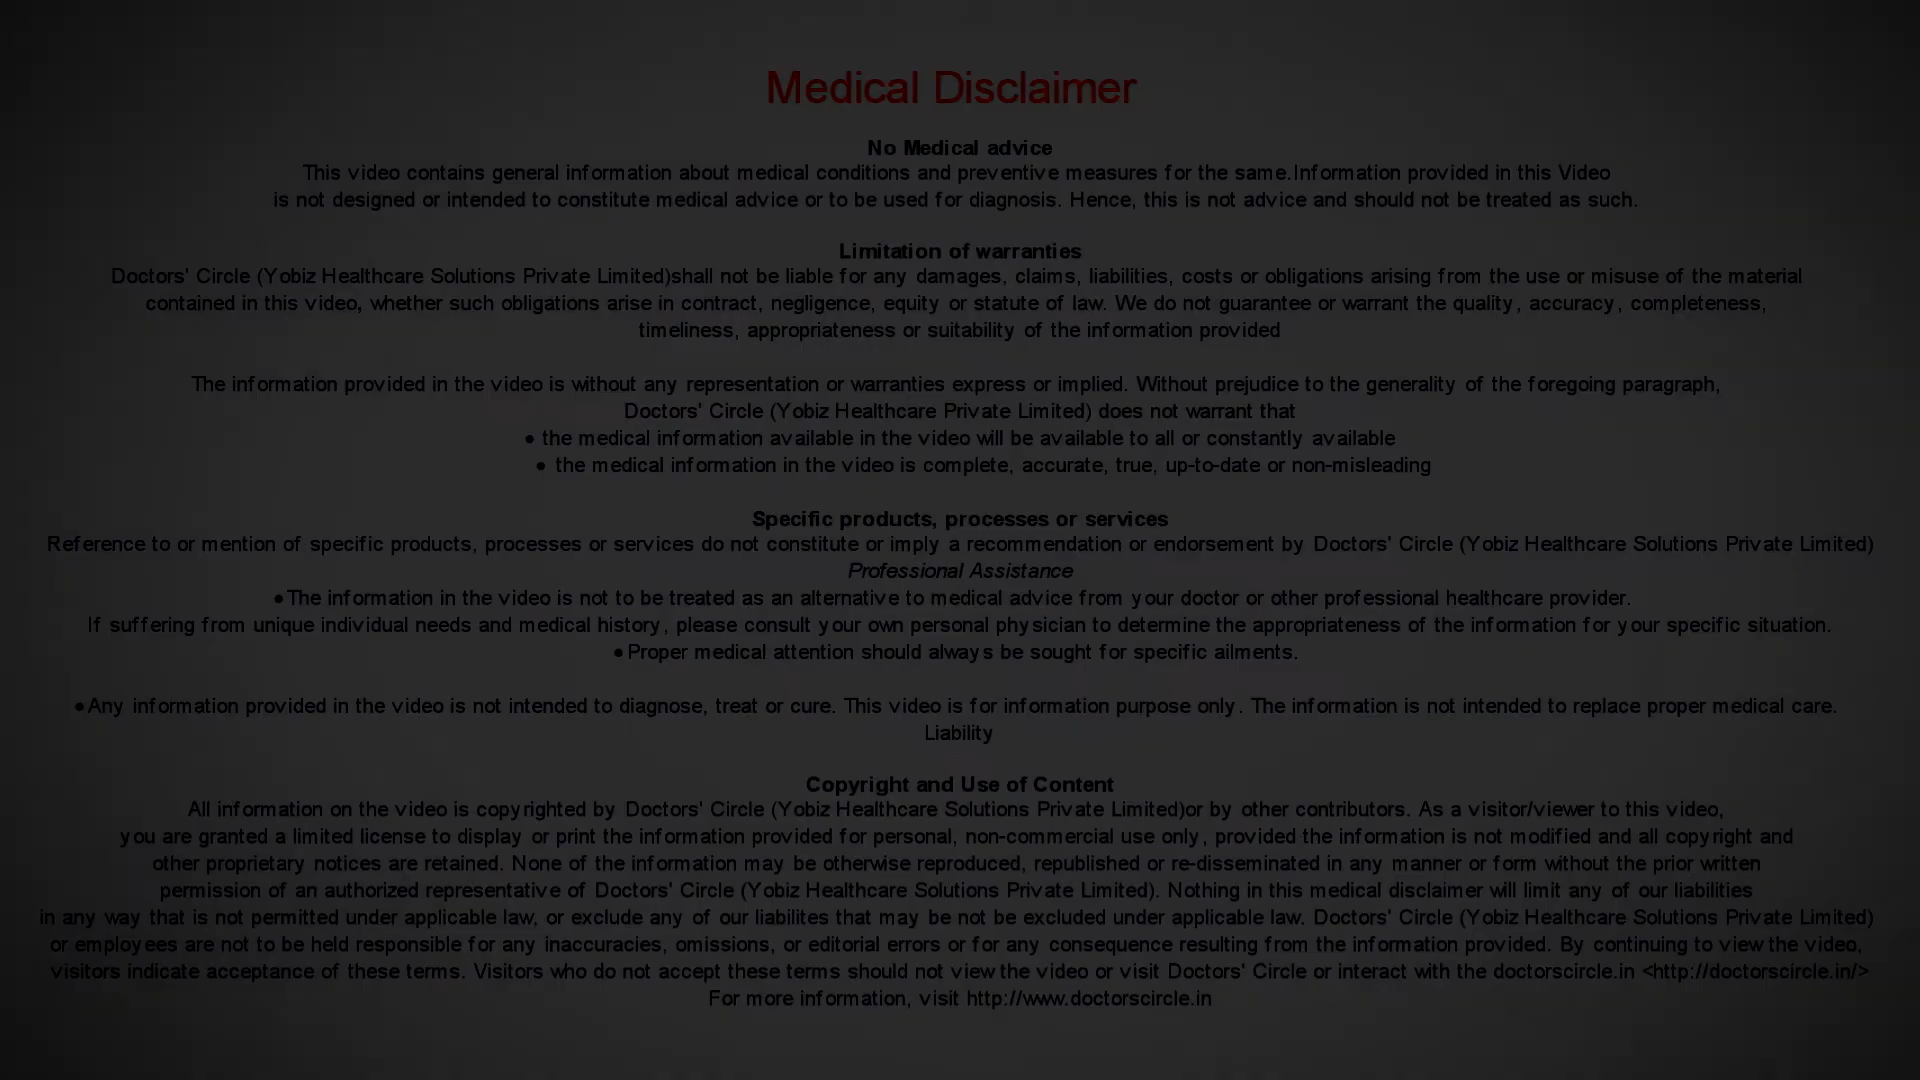 Medical Disclaimer
No Medical advice
This video contains general information about medical conditions and preventive measures for the same.Information provided in this Video
is not designed or intended to constitute medical advice or to be used for diagnosis. Hence, this is not advice and should not be treated as such.
Limitation of warranties
Doctors' Circle (Yobiz Healthcare Solutions Private Limited)shall not be liable for any damages, claims, liabilities, costs or obligations arising from the use or misuse of the material
contained in this video, whether such obligations arise in contract, negligence, equity or statute of law. We do not guarantee or warrant the quality, accuracy, completeness,
timeliness, appropriateness or suitability of the information provided
The information provided in the video is without any representation or warranties express or implied. Without prejudice to the generality of the foregoing paragraph,
Doctors' Circle (Yobiz Healthcare Private Limited) does not warrant that
• the medical information available in the video will be available to all or constantly available
• the medical information in the video is complete, accurate, true, up-to-date or non-misleading
Specific products, processes or services
Reference to or mention of specific products, processes or services do not constitute or imply a recommendation or endorsement by Doctors' Circle (Yobiz Healthcare Solutions Private Limited)
Professional Assistance
•The information in the video is not to be treated as an alternative to medical advice from your doctor or other professional healthcare provider.
If suffering from unique individual needs and medical history, please consult your own personal physician to determine the appropriateness of the information for your specific situation.
•Proper medical attention should always be sought for specific ailments.
•Any information provided in the video is not intended to diagnose, treat or cure. This video is for information purpose only. The information is not intended to replace proper medical care.
Liability
Copyright and Use of Content
All information on the video is copyrighted by Doctors' Circle (Yobiz Healthcare Solutions Private Limited)or by other contributors. As a visitor/viewer to this video,
you are granted a limited license to display or print the information provided for personal, non-commercial use only, provided the information is not modified and all copyright and
other proprietary notices are retained. None of the information may be otherwise reproduced, republished or re-disseminated in any manner or form without the prior written
permission of an authorized representative of Doctors' Circle (Yobiz Healthcare Solutions Private Limited). Nothing in this medical disclaimer will limit any of our liabilities
in any way that is not permitted under applicable law, or exclude any of our liabilites that may be not be excluded under applicable law. Doctors' Circle (Yobiz Healthcare Solutions Private Limited)
or employees are not to be held responsible for any inaccuracies, omissions, or editorial errors or for any consequence resulting from the information provided. By continuing to view the video,
visitors indicate acceptance of these terms. Visitors who do not accept these terms should not view the video or visit Doctors' Circle or interact with the doctorscircle.in <http://doctorscircle.in/>
For more information, visit http://www.doctorscircle.in